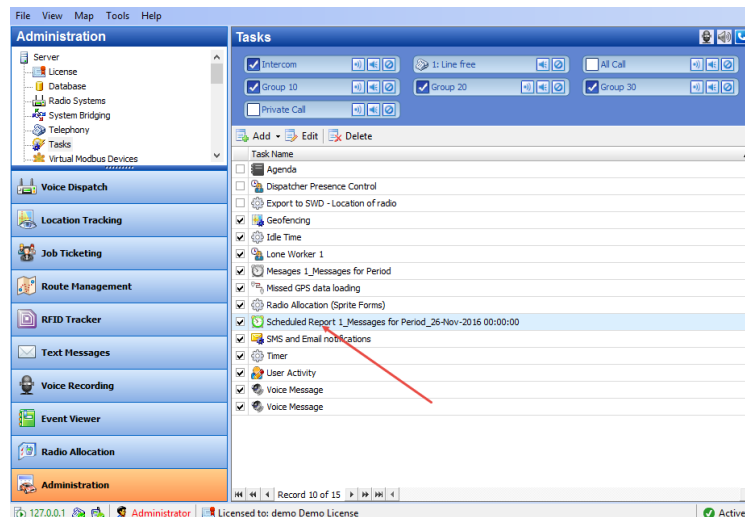 File View Map Tools Help
Administration
Server
License
Database
Radio Systems
System Bridging
Telephony
Tasks
Virtual Modbus Devices
Voice Dispatch
Location Tracking
Job Ticketing
Route Management
RFID Tracker
Text Messages
Voice Recording
Event Viewer
Radio Allocation
Administration
Tasks
Intercom
1: Line free
All Call
Group 10
Group 20
Group 30
Private Call
Add Edit Delete
Task Name
Agenda
Dispatcher Presence Control
Export to SWD - Location of radio
Geofencing
Idle Time
Lone Worker 1
Mesages 1_Messages for Period
Missed GPS data loading
Radio Allocation (Sprite Forms)
Scheduled Report 1_Messages for Period_26-Nov-2016 00:00:00
SMS and Email notifications
Timer
User Activity
Voice Message
Voice Message
Record 10 of 15
127.0.0.1 Administrator Licensed to: demo Demo License Active